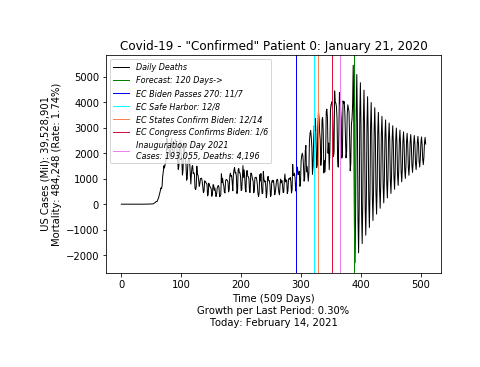 Covid-19 - "Confirmed" Patient 0: January 21, 2020
US Cases (Mil): 39,528,901
Mortality: 484,248 (Rate: 1.74%)
5000
4000
3000
2000
1000
0
−1000
−2000
Daily Deaths
Forecast: 120 Days->
EC Biden Passes 270: 11/7
EC Safe Harbor: 12/8
EC States Confirm Biden: 12/14
EC Congress Confirms Biden: 1/6
Inauguration Day 2021
Cases: 193,055, Deaths: 4,196
0 100 200 300 400 500
Time (509 Days)
Growth per Last Period: 0.30%
Today: February 14, 2021